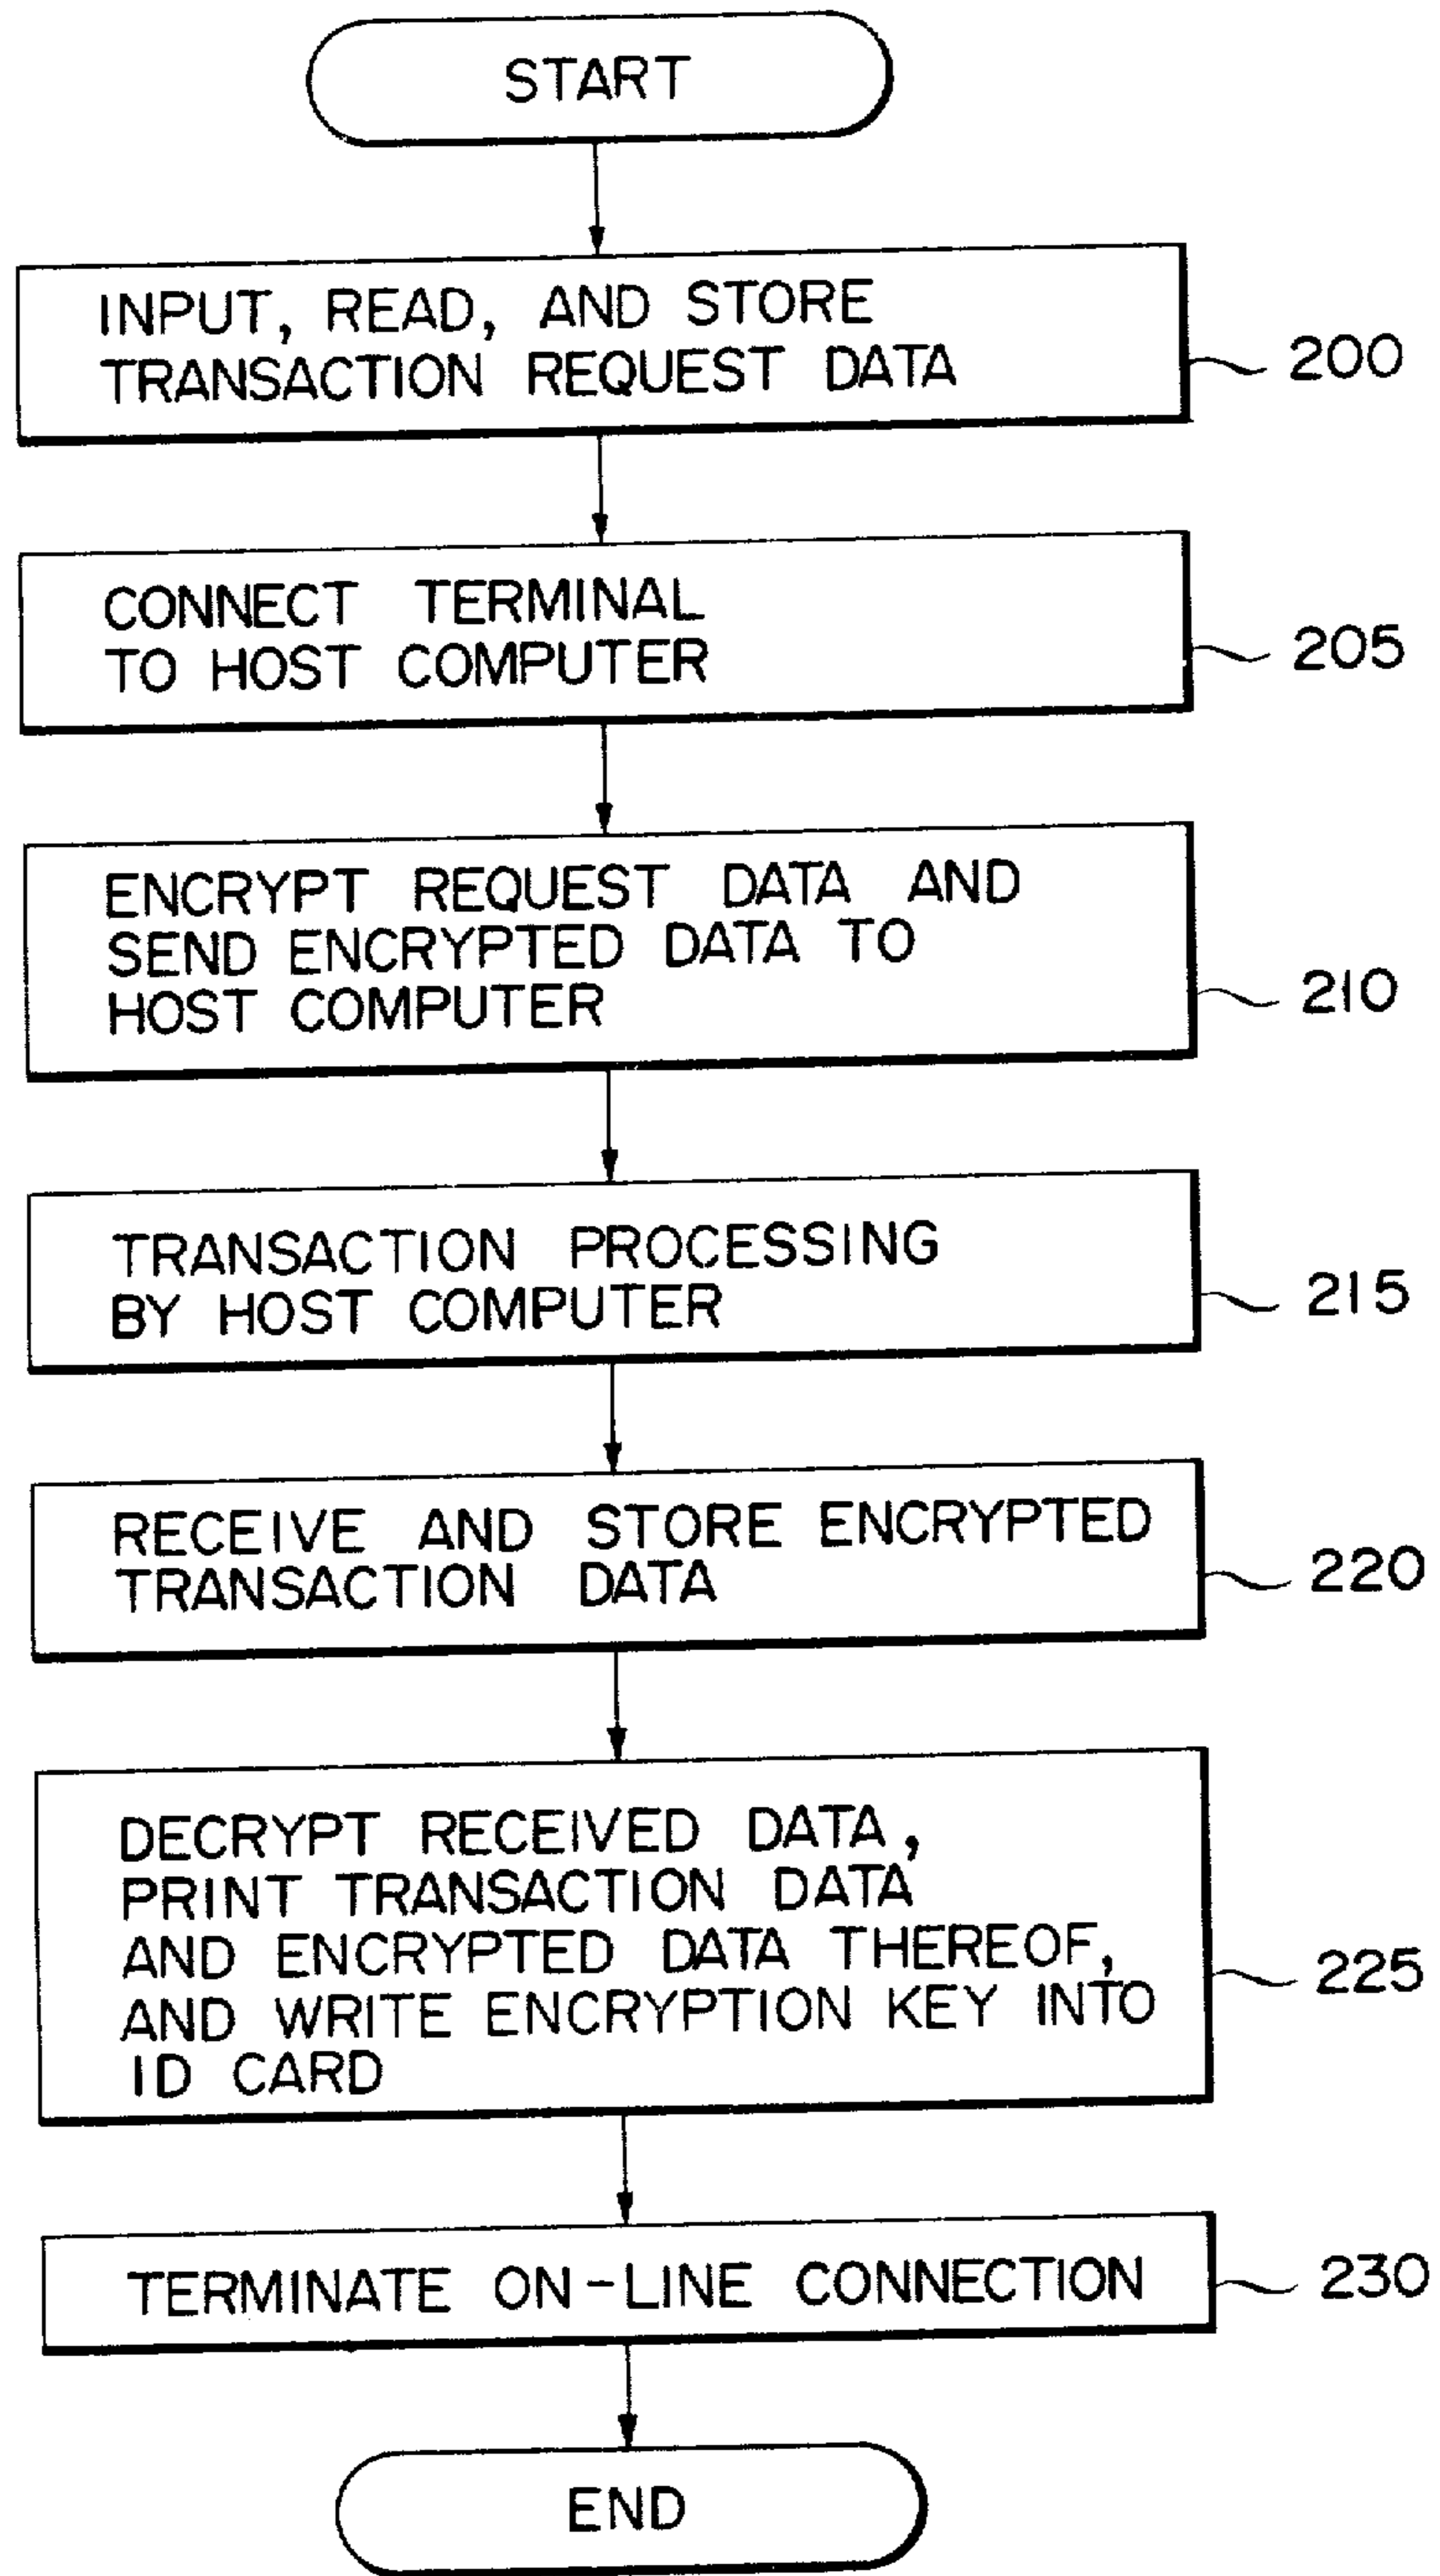 START
INPUT, READ, AND STORE
TRANSACTION REQUEST DATA
200
CONNECT TERMINAL
TO HOST COMPUTER
205
ENCRYPT REQUEST DATA AND
SEND ENCRYPTED DATA TO
HOST COMPUTER
210
TRANSACTION PROCESSING
BY HOST COMPUTER
215
RECEIVE AND STORE ENCRYPTED
TRANSACTION DATA
220
DECRYPT RECEIVED DATA,
PRINT TRANSACTION DATA
AND ENCRYPTED DATA THEREOF,
AND WRITE ENCRYPTION KEY INTO
ID CARD
225
TERMINATE ON-LINE CONNECTION
230
END